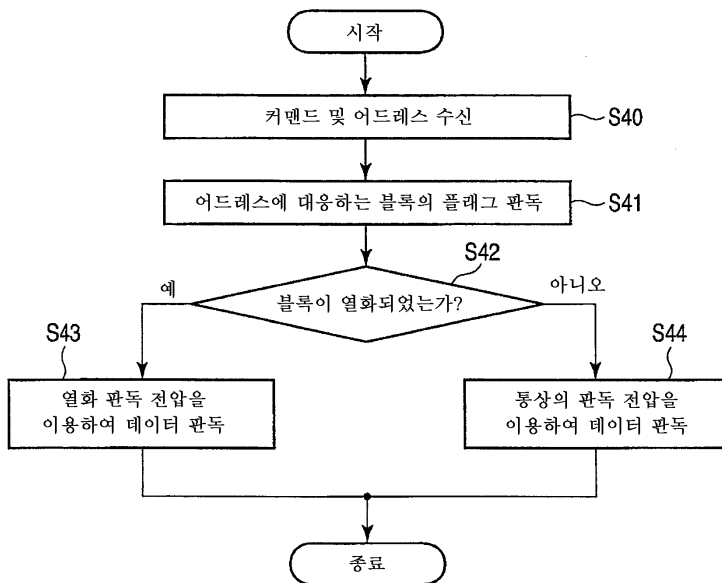 시작
커맨드 및 어드레스 수신
S40
어드레스에 대응하는 블록의 플래그 판독
S41
S42
예
블록이 열화되었는가?
아니오
S43
S44
열화 판독 전압을
이용하여 데이터 판독
통상의 판독 전압을
이용하여 데이터 판독
종료